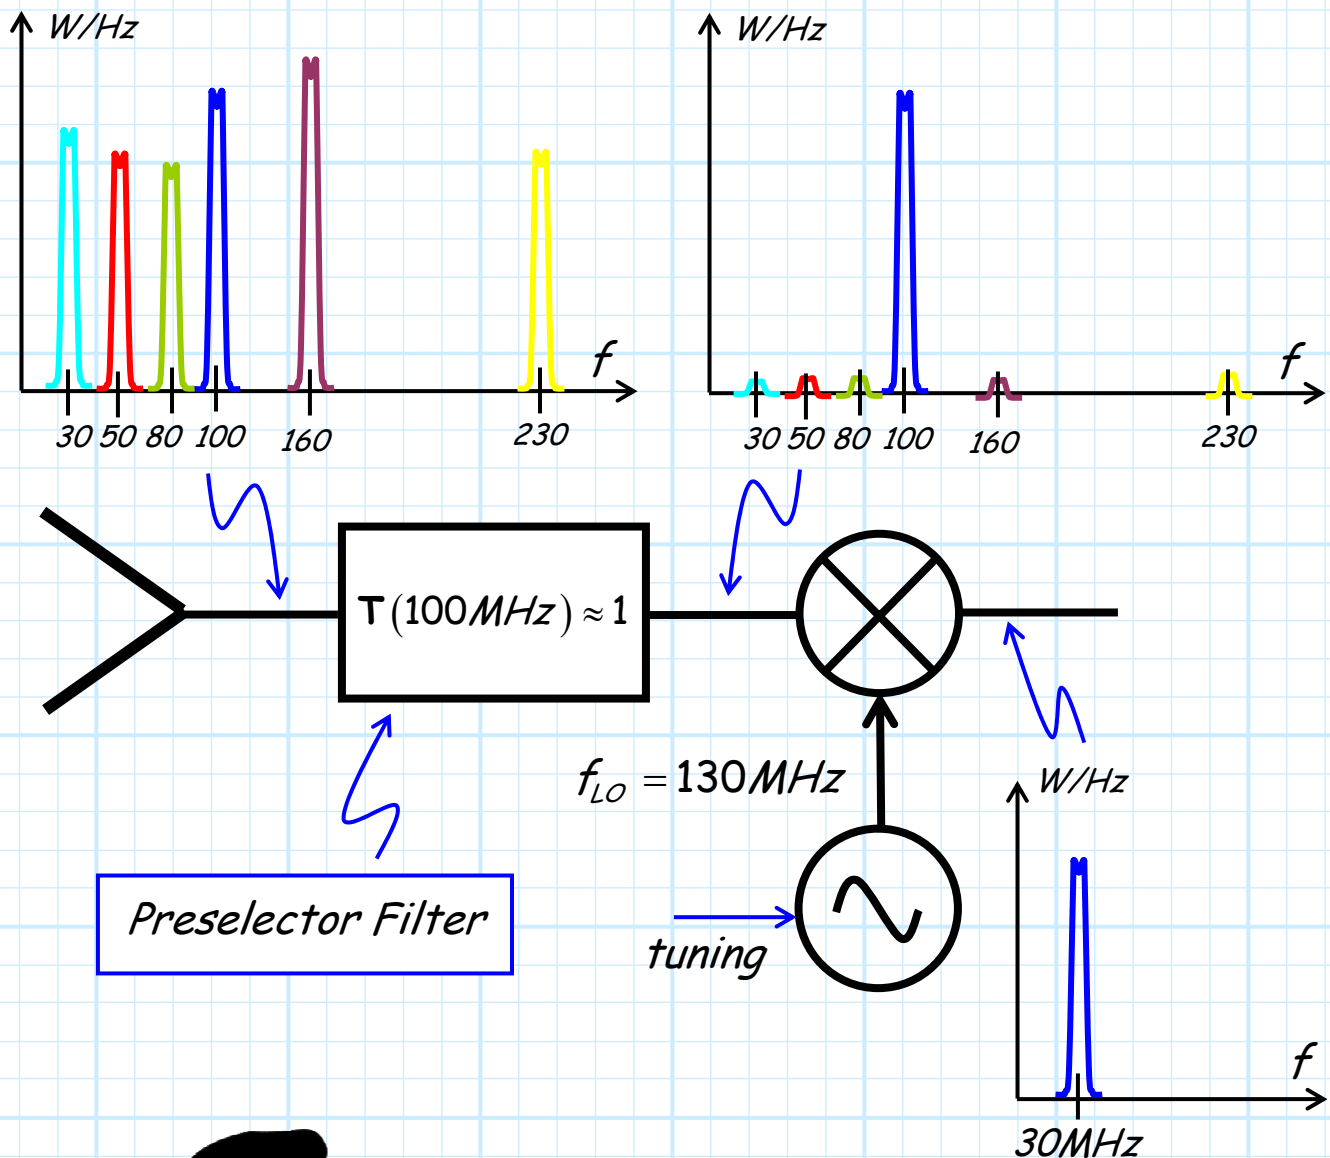 W/Hz
f
30 50 80 100 160 230
W/Hz
f
30 50 80 100 160 230
T(100MHz) ≈ 1
f_LO = 130MHz
Preselector Filter
tuning
W/Hz
f
30MHz